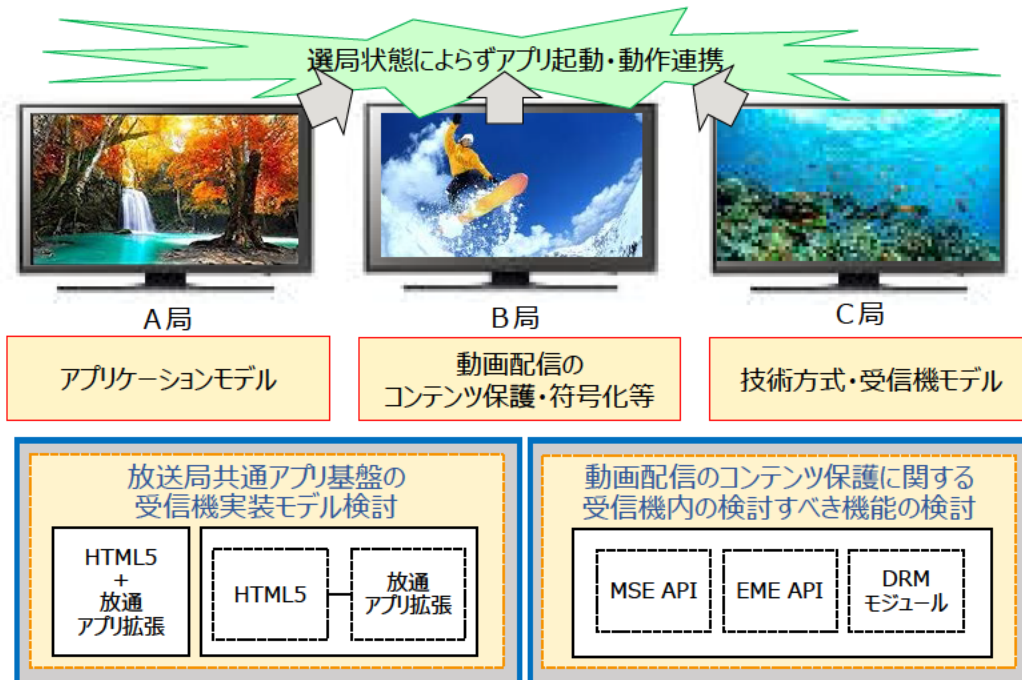 選局状態によらずアプリ起動・動作連携
A局
B局
C局
アプリケーションモデル
動画配信の
コンテンツ保護・符号化等
技術方式・受信機モデル
放送局共通アプリ基盤の
受信機実装モデル検討
HTML5
+
放通
アプリ拡張
HTML5
放通
アプリ拡張
動画配信のコンテンツ保護に関する
受信機内の検討すべき機能の検討
MSE API
EME API
DRM
モジュール